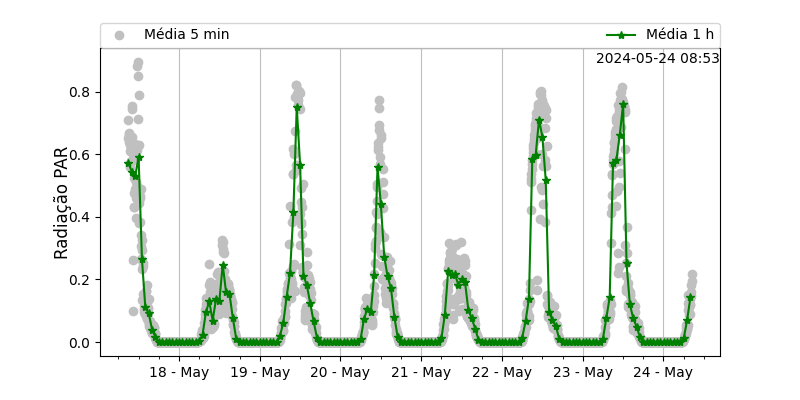 Média 5 min
Média 1 h
2024-05-24 08:53
Radiação PAR
0.8
0.6
0.4
0.2
0.0
18 - May
19 - May
20 - May
21 - May
22 - May
23 - May
24 - May